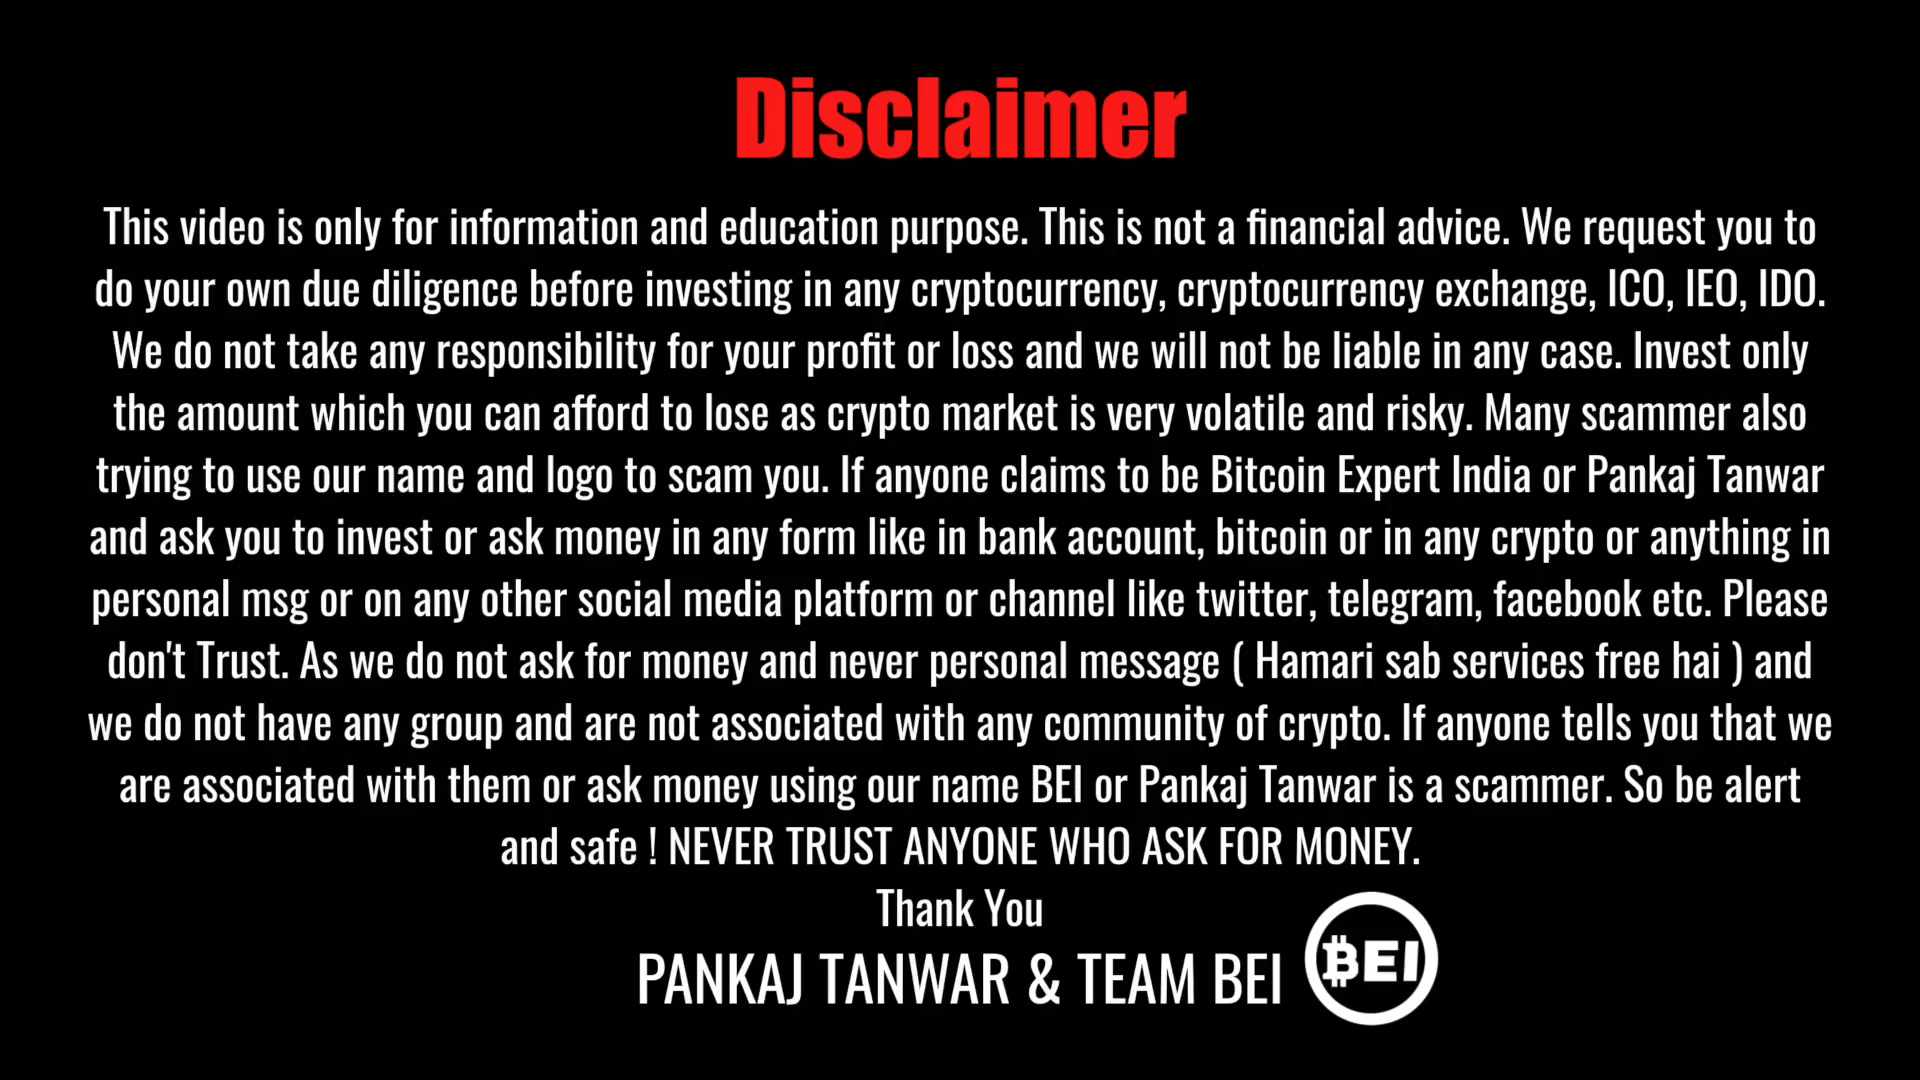 Disclaimer
This video is only for information and education purpose. This is not a financial advice. We request you to
do your own due diligence before investing in any cryptocurrency, cryptocurrency exchange, ICO, IEO, IDO.
We do not take any responsibility for your profit or loss and we will not be liable in any case. Invest only
the amount which you can afford to lose as crypto market is very volatile and risky. Many scammer also
trying to use our name and logo to scam you. If anyone claims to be Bitcoin Expert India or Pankaj Tanwar
and ask you to invest or ask money in any form like in bank account, bitcoin or in any crypto or anything in
personal msg or on any other social media platform or channel like twitter, telegram, facebook etc. Please
don't Trust. As we do not ask for money and never personal message ( Hamari sab services free hai ) and
we do not have any group and are not associated with any community of crypto. If anyone tells you that we
are associated with them or ask money using our name BEI or Pankaj Tanwar is a scammer. So be alert
and safe ! NEVER TRUST ANYONE WHO ASK FOR MONEY.
Thank You
PANKAJ TANWAR & TEAM BEI
₿EI